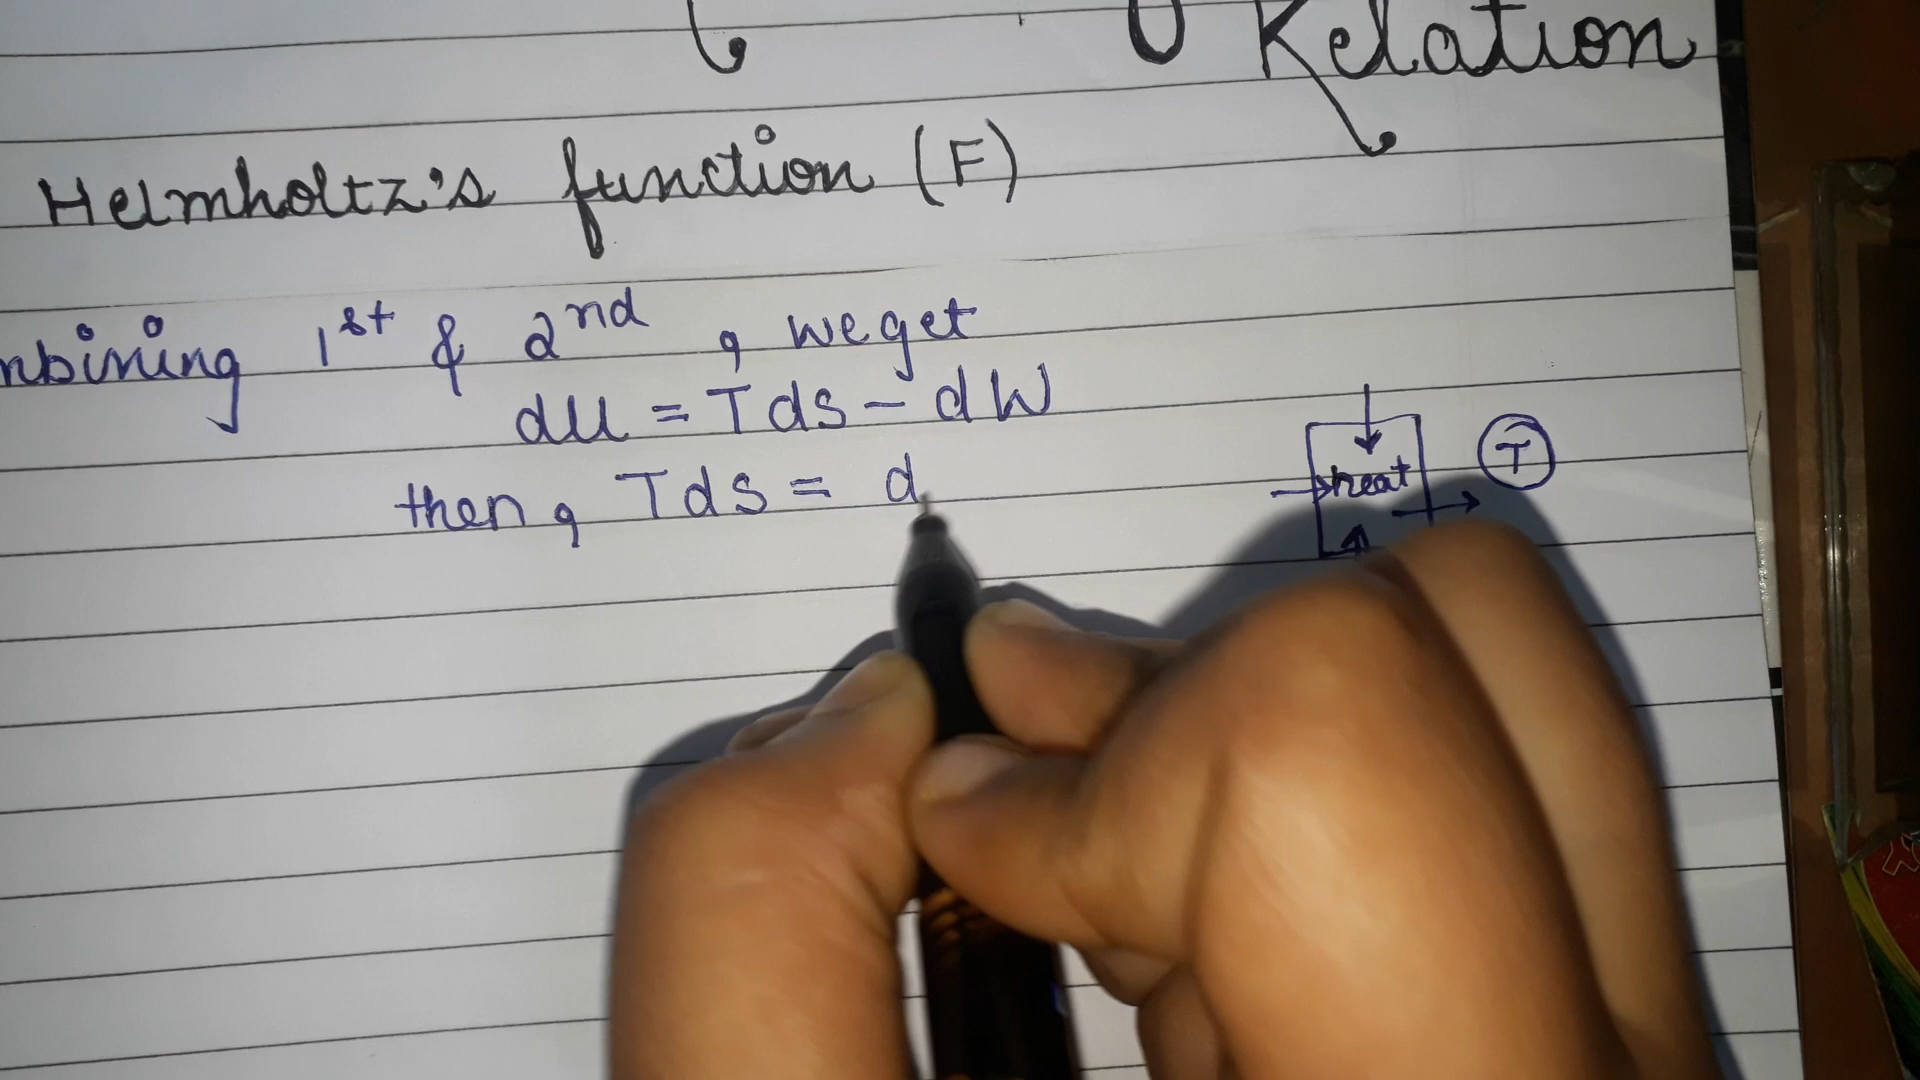 Relation
Helmholtz's function (F)
nbining 1st & 2nd , we get
dU = Tds - dW
then, Tds = d
heat T